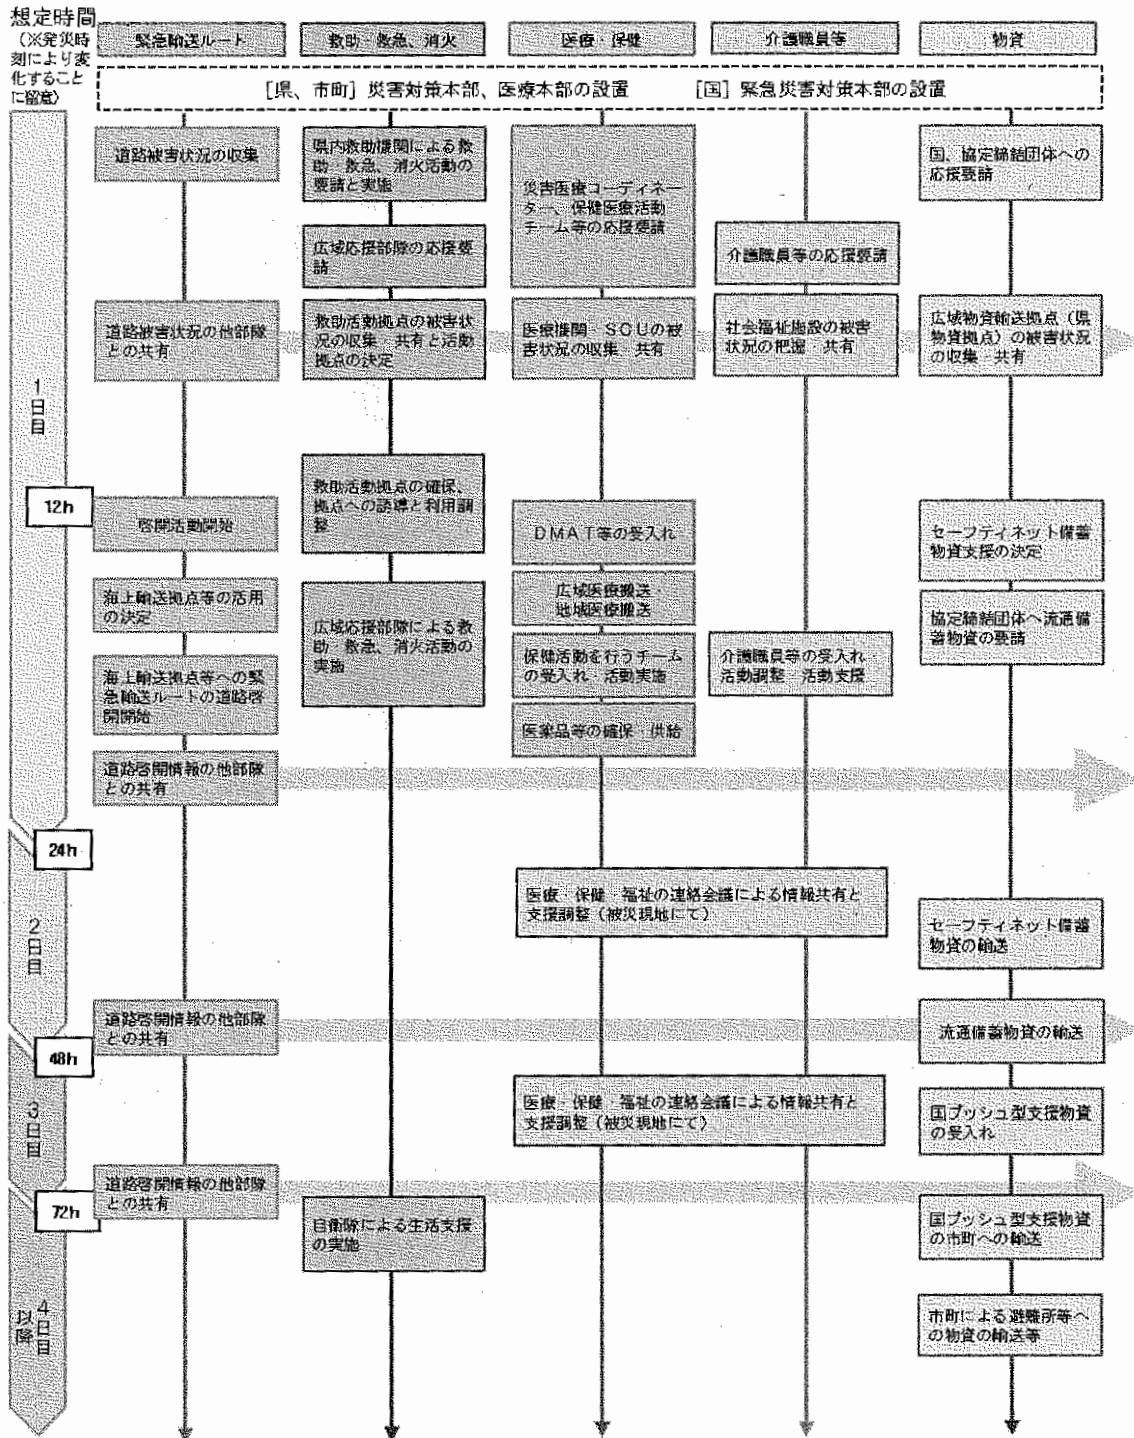 想定時間
（※発災時
刻により変
化すること
に留意）
緊急輸送ルート
救助・救急、消火
医療・保健
介護職員等
物資
［県、市町］災害対策本部、医療本部の設置　［国］緊急災害対策本部の設置
1日目
道路被害状況の収集
県内救助機関による救
助・救急、消火活動の
要請と実施
災害医療コーディネー
ター、保健医療活動
チーム等の応援要請
国、協定締結団体への
応援要請
広域応援部隊の応援要
請
介護職員等の応援要請
道路被害状況の他部隊
との共有
救助活動拠点の被害状
況の収集・共有と活動
拠点の決定
医療機関・ＳＣＵの被
害状況の収集・共有
社会福祉施設の被害
状況の把握・共有
広域物資輸送拠点（県
物資拠点）の被害状況
の収集・共有
12h
啓開活動開始
救助活動拠点の確保、
拠点への誘導と利用調
整
ＤＭＡＴ等の受入れ
セーフティネット備蓄
物資支援の決定
海上輸送拠点等の活用
の決定
広域応援部隊による救
助・救急、消火活動の
実施
広域医療搬送・
地域医療搬送
協定締結団体へ流通備
蓄物資の要請
海上輸送拠点等への緊
急輸送ルートの道路啓
開開始
保健活動を行うチーム
の受入れ・活動実施
介護職員等の受入れ・
活動調整・活動支援
医薬品等の確保・供給
道路啓開情報の他部隊
との共有
24h
2日目
医療・保健・福祉の連絡会議による情報共有と
支援調整（被災現地にて）
セーフティネット備蓄
物資の輸送
道路啓開情報の他部隊
との共有
流通備蓄物資の輸送
48h
3日目
医療・保健・福祉の連絡会議による情報共有と
支援調整（被災現地にて）
国プッシュ型支援物資
の受入れ
道路啓開情報の他部隊
との共有
72h
自衛隊による生活支援
の実施
国プッシュ型支援物資
の市町への輸送
4日目
以降
市町による避難所等へ
の物資の輸送等